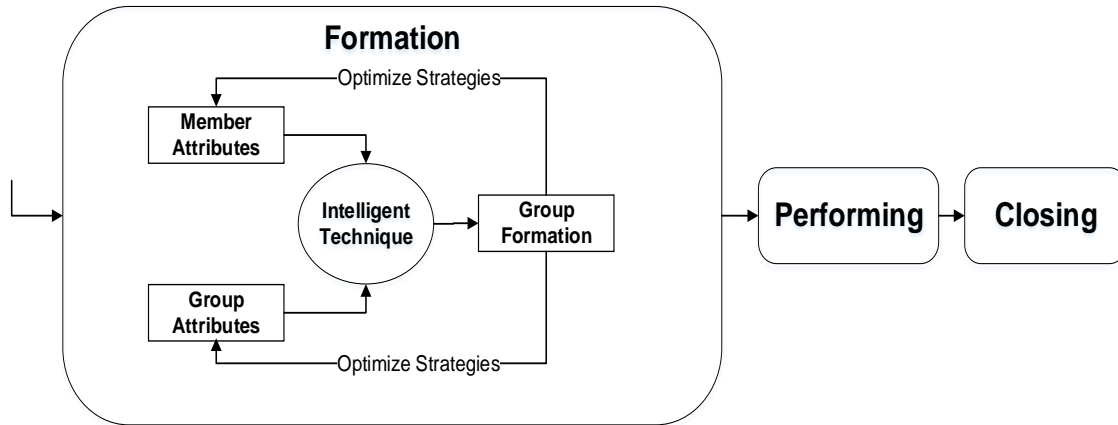 Formation
Optimize Strategies
Member
Attributes
Intelligent
Technique
Group
Formation
Group
Attributes
Optimize Strategies
Performing
Closing